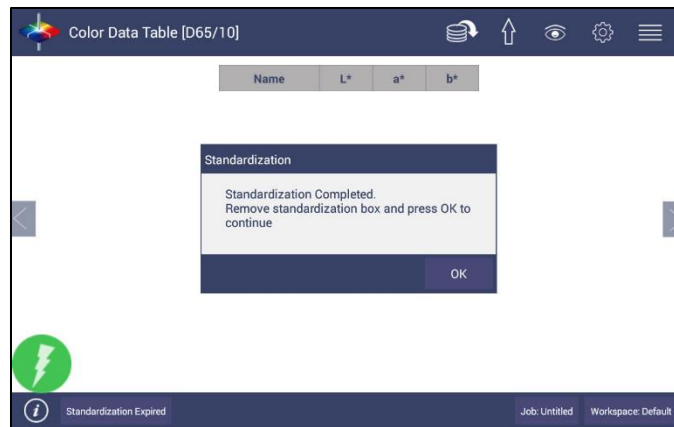 Color Data Table [D65/10]
Name L* a* b*
Standardization
Standardization Completed.
Remove standardization box and press OK to
continue
OK
i Standardization Expired Job: Untitled Workspace: Default